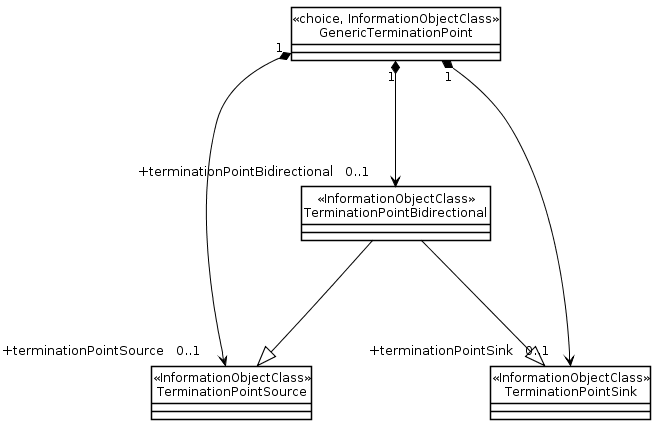 «choice, InformationObjectClass»
GenericTerminationPoint
1
1
1
+terminationPointBidirectional 0..1
«InformationObjectClass»
TerminationPointBidirectional
+terminationPointSource 0..1
+terminationPointSink 0..1
«InformationObjectClass»
TerminationPointSource
«InformationObjectClass»
TerminationPointSink